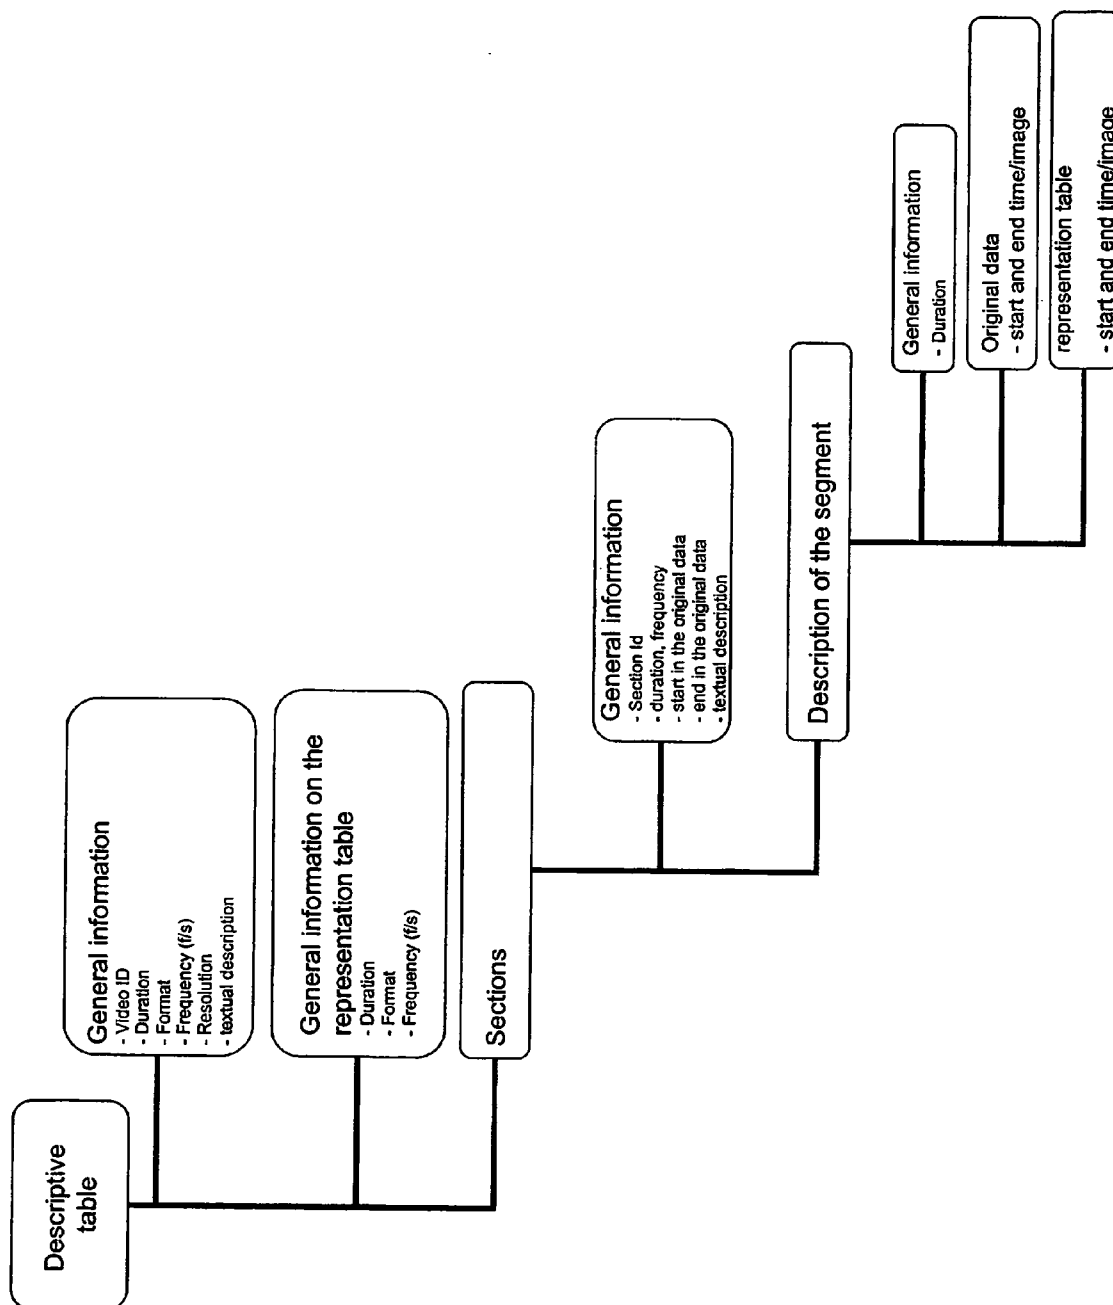 Descriptive
table
General information
- Video ID
- Duration
- Format
- Frequency (f/s)
- Resolution
- textual description
General information on the
representation table
- Duration
- Format
- Frequency (f/s)
Sections
General information
- Section Id
- duration, frequency
- start in the original data
- end in the original data
- textual description
Description of the segment
General information
- Duration
Original data
- start and end time/image
representation table
- start and end time/image